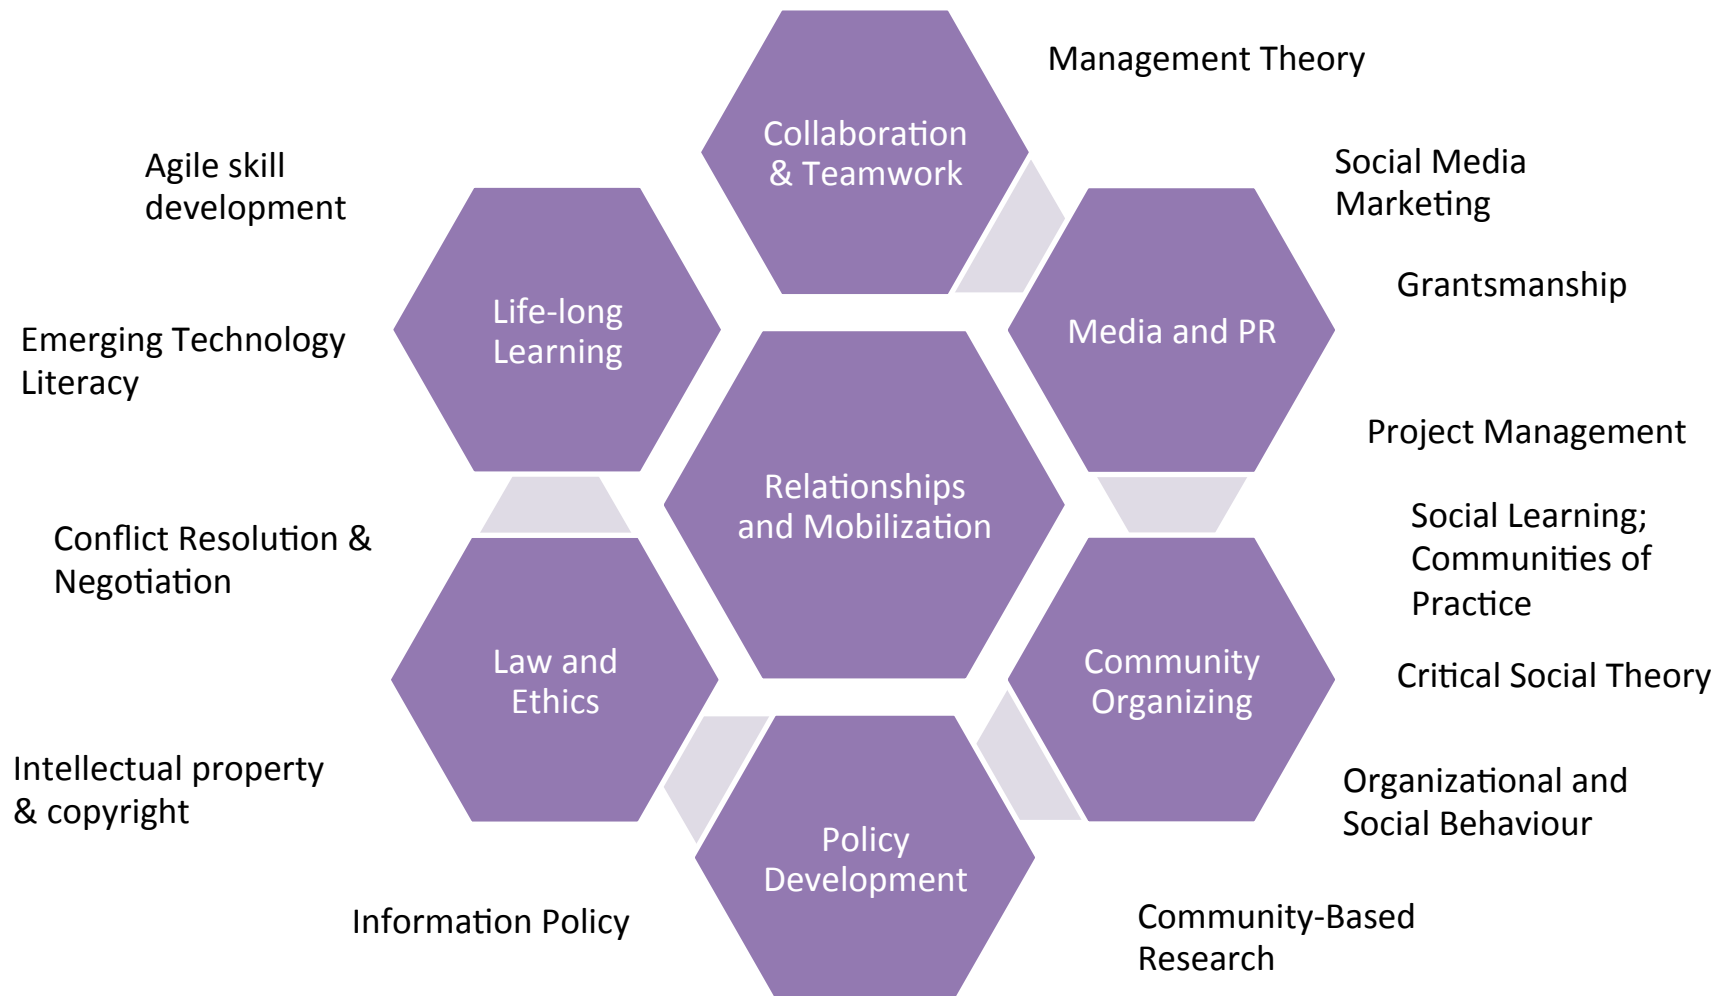 Management Theory
Collaboration
& Teamwork
Agile skill
development
Social Media
Marketing
Grantsmanship
Life-long
Learning
Media and PR
Emerging Technology
Literacy
Project Management
Relationships
and Mobilization
Social Learning;
Communities of
Practice
Conflict Resolution &
Negotiation
Law and
Ethics
Community
Organizing
Critical Social Theory
Intellectual property
& copyright
Organizational and
Social Behaviour
Policy
Development
Information Policy
Community-Based
Research